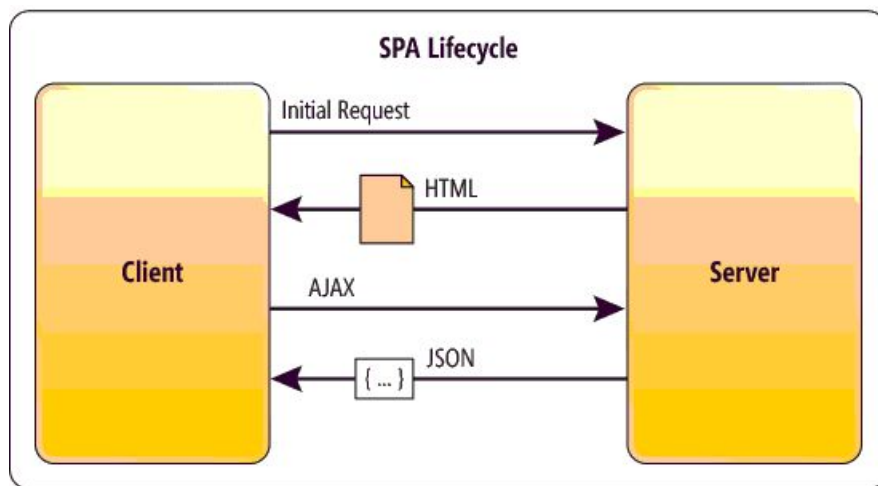 SPA Lifecycle
Initial Request
HTML
Client
Server
AJAX
JSON
{ ... }